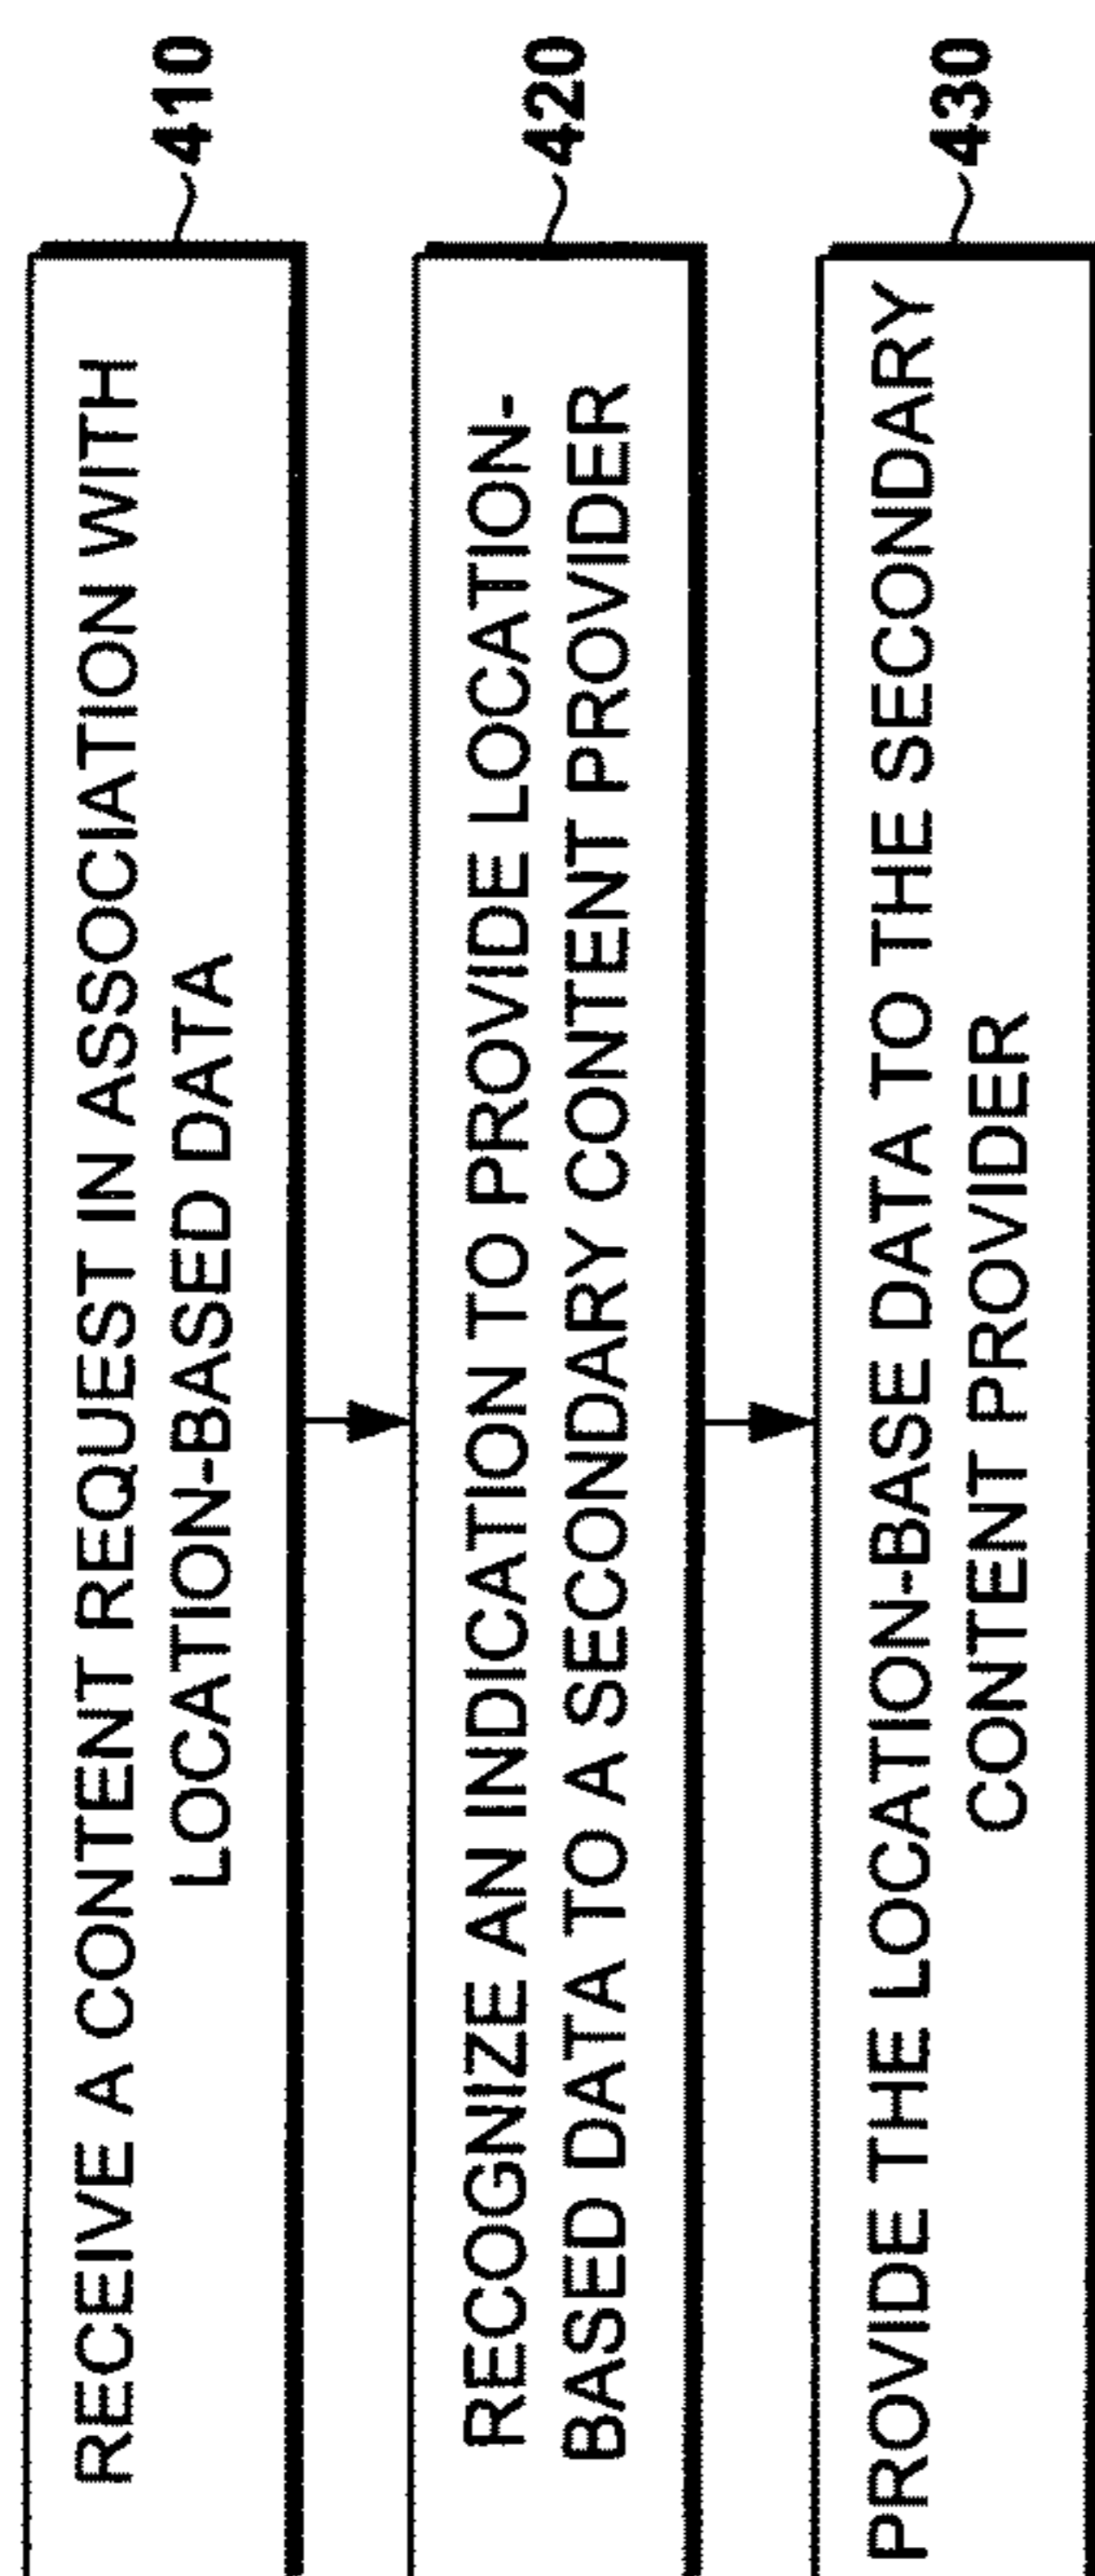 RECEIVE A CONTENT REQUEST IN ASSOCIATION WITH
LOCATION-BASED DATA
410
RECOGNIZE AN INDICATION TO PROVIDE LOCATION-
BASED DATA TO A SECONDARY CONTENT PROVIDER
420
PROVIDE THE LOCATION-BASE DATA TO THE SECONDARY
CONTENT PROVIDER
430